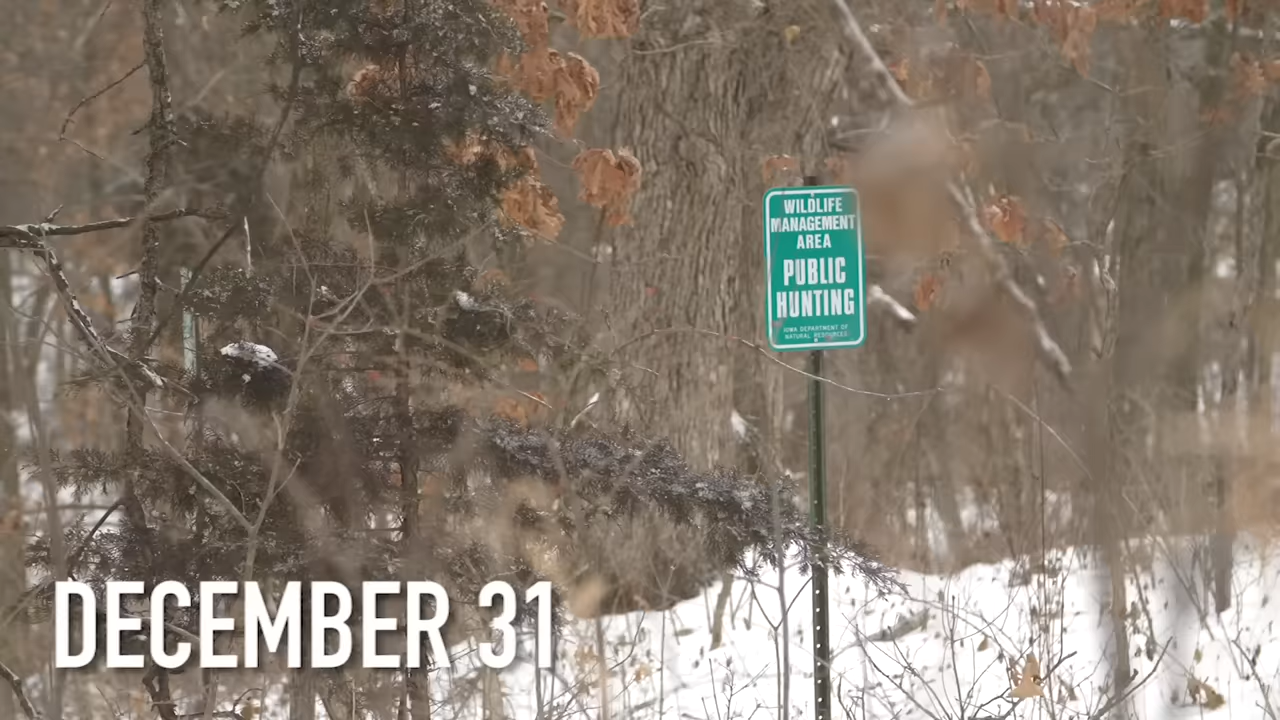 WILDLIFE
MANAGEMENT
AREA
PUBLIC
HUNTING
IOWA DEPARTMENT OF
NATURAL RESOURCES
DECEMBER 31